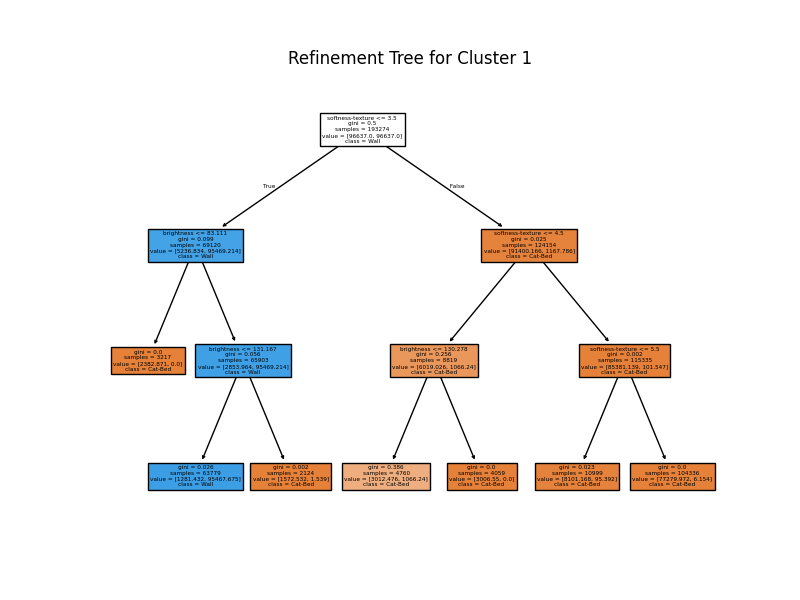 Refinement Tree for Cluster 1
softness-texture <= 3.5
gini = 0.5
samples = 193274
value = [96637.0, 96637.0]
class = Wall
True
False
brightness <= 83.111
gini = 0.099
samples = 69120
value = [5236.834, 95469.214]
class = Wall
softness-texture <= 4.5
gini = 0.025
samples = 124154
value = [91400.166, 1167.786]
class = Cat-Bed
gini = 0.0
samples = 3217
value = [2382.871, 0.0]
class = Cat-Bed
brightness <= 131.167
gini = 0.056
samples = 65903
value = [2853.964, 95469.214]
class = Wall
brightness <= 130.278
gini = 0.256
samples = 8819
value = [6019.026, 1066.24]
class = Cat-Bed
softness-texture <= 5.5
gini = 0.002
samples = 115335
value = [85381.139, 101.547]
class = Cat-Bed
gini = 0.026
samples = 63779
value = [1281.432, 95467.675]
class = Wall
gini = 0.002
samples = 2124
value = [1572.532, 1.539]
class = Cat-Bed
gini = 0.386
samples = 4760
value = [3012.476, 1066.24]
class = Cat-Bed
gini = 0.0
samples = 4059
value = [3006.55, 0.0]
class = Cat-Bed
gini = 0.023
samples = 10999
value = [8101.168, 95.392]
class = Cat-Bed
gini = 0.0
samples = 104336
value = [77279.972, 6.154]
class = Cat-Bed